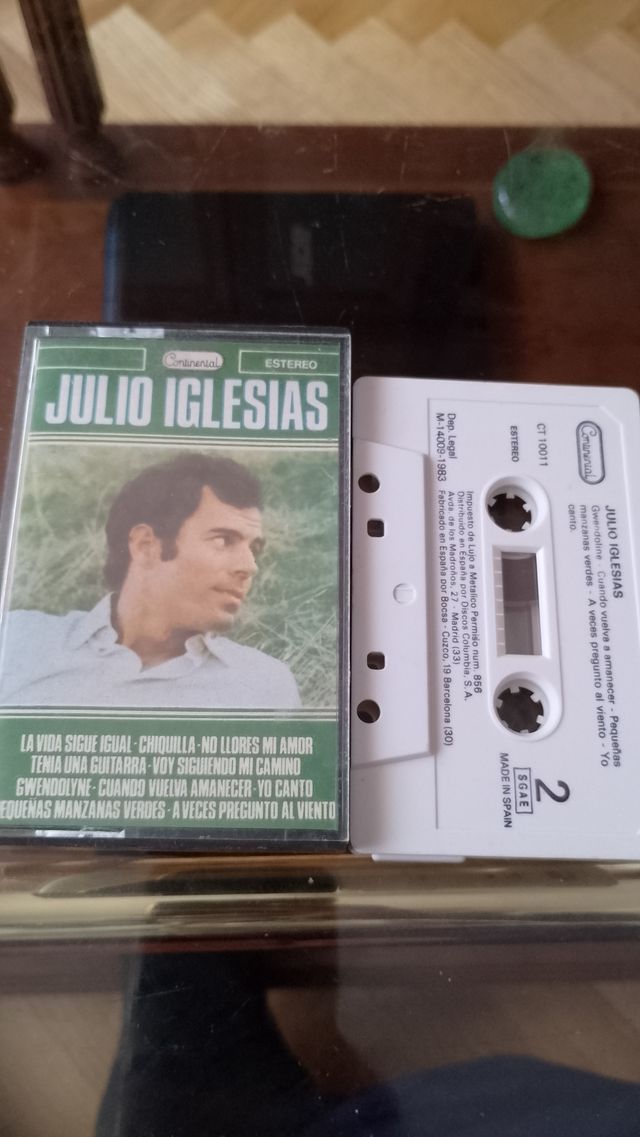 Continental
ESTEREO
JULIO IGLESIAS
LA VIDA SIGUE IGUAL · CHIQUILLA · NO LLORES MI AMOR
TENIA UNA GUITARRA · VOY SIGUIENDO MI CAMINO
GWENDOLYNE · CUANDO VUELVA AMANECER · YO CANTO
EQUEÑAS MANZANAS VERDES · A VECES PREGUNTO AL VIENTO
JULIO IGLESIAS
Gwendoline - Cuando vuelva a amanecer - Pequeñas
manzanas verdes - A veces pregunto al viento - Yo
canto.
Continental
CT 10011
ESTEREO
2
SGAE
MADE IN SPAIN
Impuesto de Lujo a Metalico Permiso num. 856
Distribuido en España por Discos Columbia, S. A.
Avda. de los Madroños, 27 - Madrid (33)
Dep. Legal
M-14009-1983 Fabricado en España por Bocsa - Cuzco, 19 Barcelona (30)